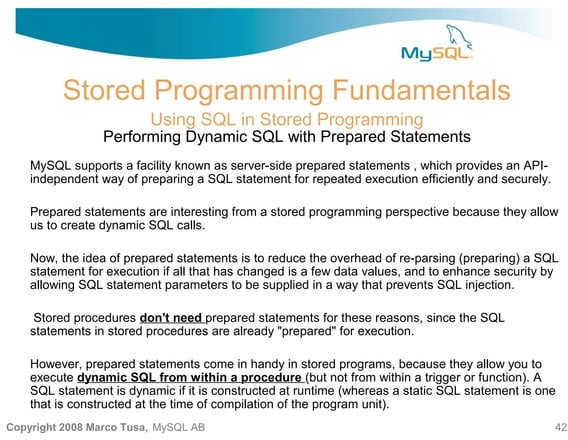 MySQL
Stored Programming Fundamentals
Using SQL in Stored Programming
Performing Dynamic SQL with Prepared Statements
MySQL supports a facility known as server-side prepared statements , which provides an API-
independent way of preparing a SQL statement for repeated execution efficiently and securely.
Prepared statements are interesting from a stored programming perspective because they allow
us to create dynamic SQL calls.
Now, the idea of prepared statements is to reduce the overhead of re-parsing (preparing) a SQL
statement for execution if all that has changed is a few data values, and to enhance security by
allowing SQL statement parameters to be supplied in a way that prevents SQL injection.
Stored procedures don't need prepared statements for these reasons, since the SQL
statements in stored procedures are already "prepared" for execution.
However, prepared statements come in handy in stored programs, because they allow you to
execute dynamic SQL from within a procedure (but not from within a trigger or function). A
SQL statement is dynamic if it is constructed at runtime (whereas a static SQL statement is one
that is constructed at the time of compilation of the program unit).
Copyright 2008 Marco Tusa, MySQL AB 42